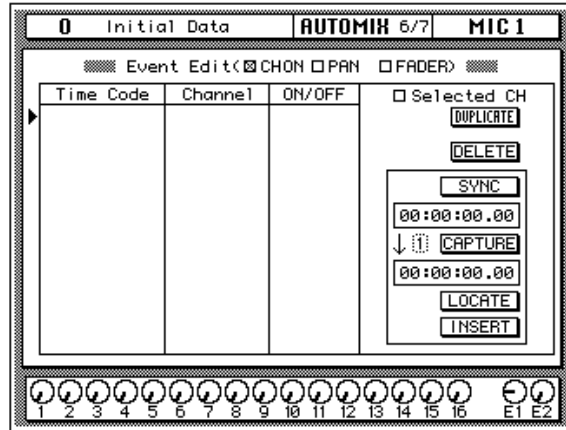 0 Initial Data AUTOMIX 6/7 MIC 1
Event Edit( CHON PAN FADER)
Time Code Channel ON/OFF Selected CH
DUPLICATE
DELETE
SYNC
00:00:00.00
↓ 1 CAPTURE
00:00:00.00
LOCATE
INSERT
1 2 3 4 5 6 7 8 9 10 11 12 13 14 15 16 E1 E2